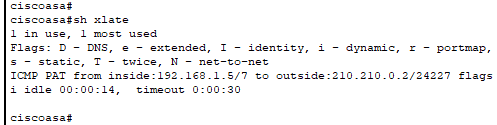 ciscoasa#
ciscoasa#sh xlate
1 in use, 1 most used
Flags: D - DNS, e - extended, I - identity, i - dynamic, r - portmap,
s - static, T - twice, N - net-to-net
ICMP PAT from inside:192.168.1.5/7 to outside:210.210.0.2/24227 flags
i idle 00:00:14, timeout 0:00:30
ciscoasa#